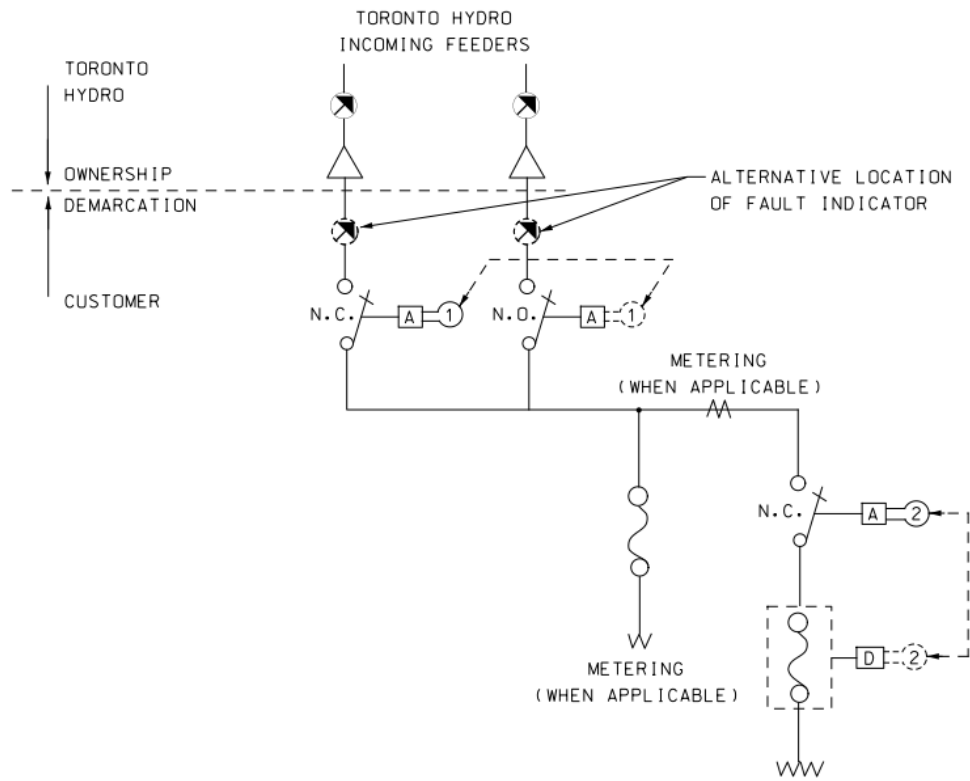 TORONTO HYDRO
INCOMING FEEDERS
TORONTO
HYDRO
OWNERSHIP
DEMARCATION
CUSTOMER
ALTERNATIVE LOCATION
OF FAULT INDICATOR
N.C.
A
1
N.O.
A
1
METERING
(WHEN APPLICABLE)
N.C.
A
2
D
2
METERING
(WHEN APPLICABLE)